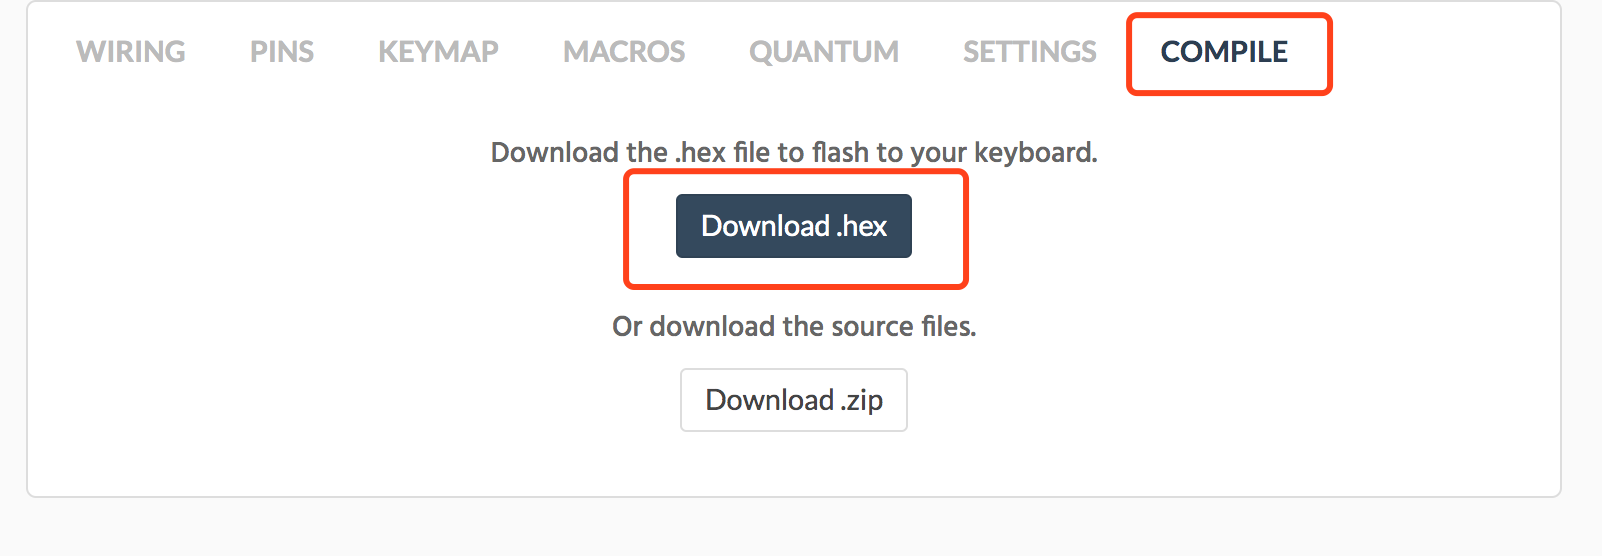 WIRING PINS KEYMAP MACROS QUANTUM SETTINGS COMPILE
Download the .hex file to flash to your keyboard.
Download .hex
Or download the source files.
Download .zip